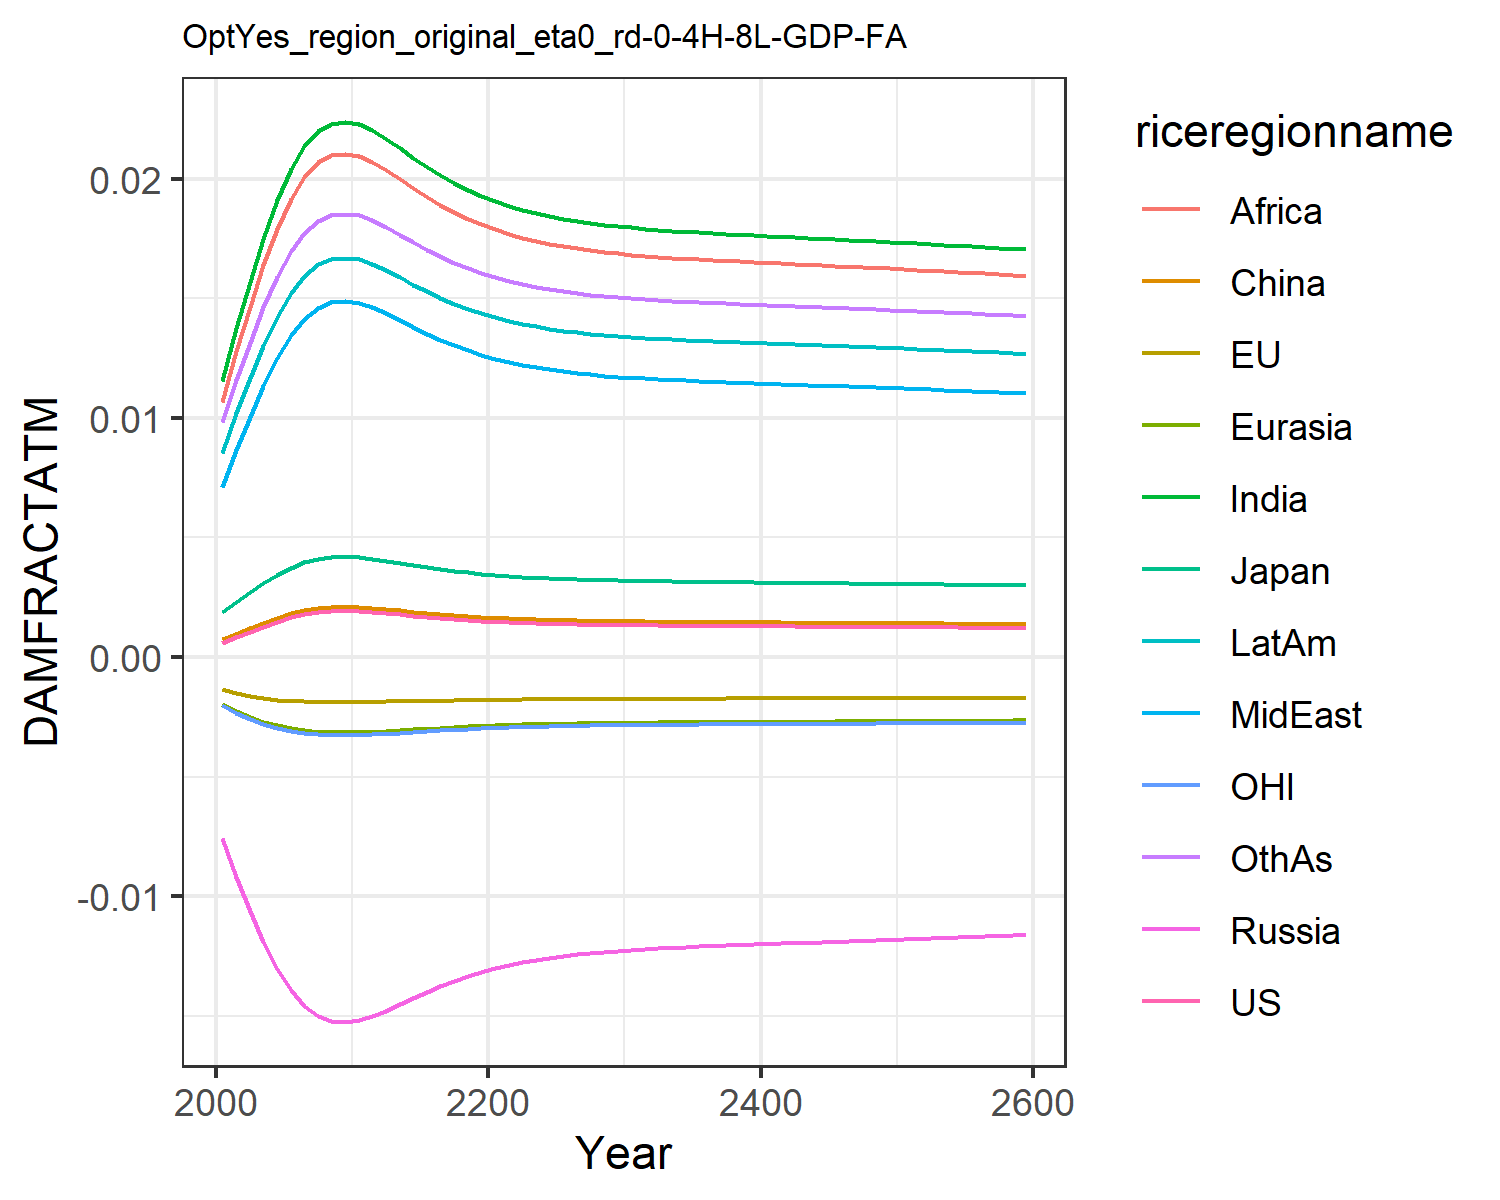 OptYes_region_original_eta0_rd-0-4H-8L-GDP-FA
DAMFRACTATM
0.02
0.01
0.00
-0.01
2000 2200 2400 2600
Year
riceregionname
Africa
China
EU
Eurasia
India
Japan
LatAm
MidEast
OHI
OthAs
Russia
US